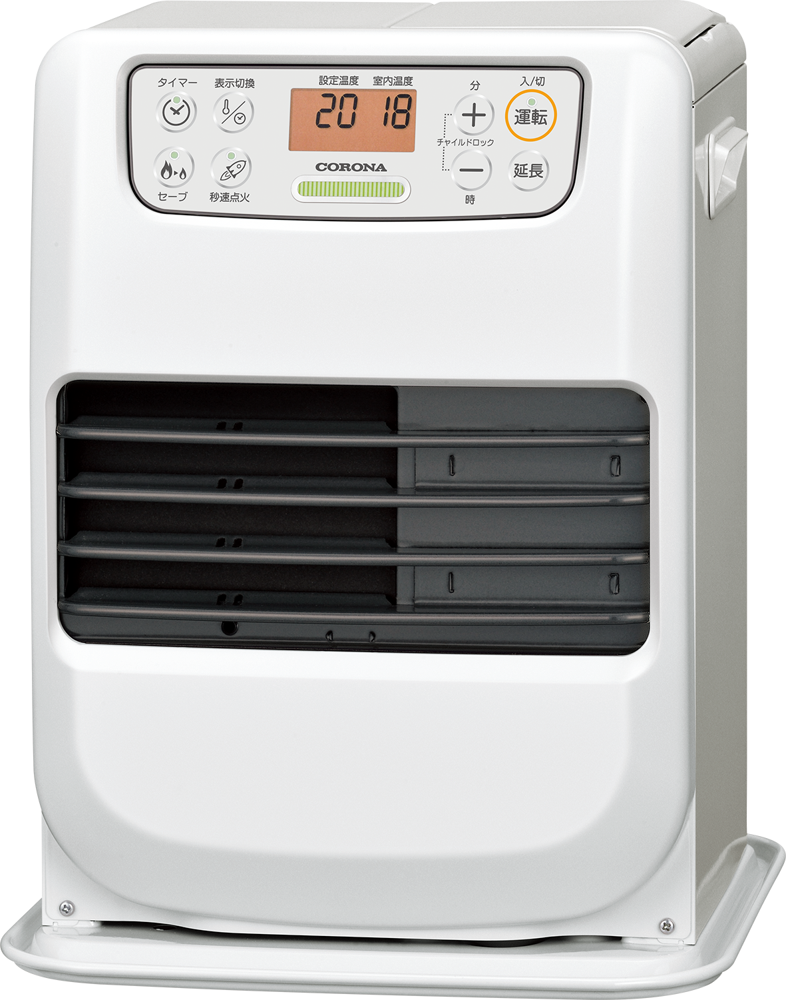 タイマー 表示切換 設定温度 室内温度 分 入/切
20 18
運転
チャイルドロック
CORONA
延長
セーブ 秒速点火 時